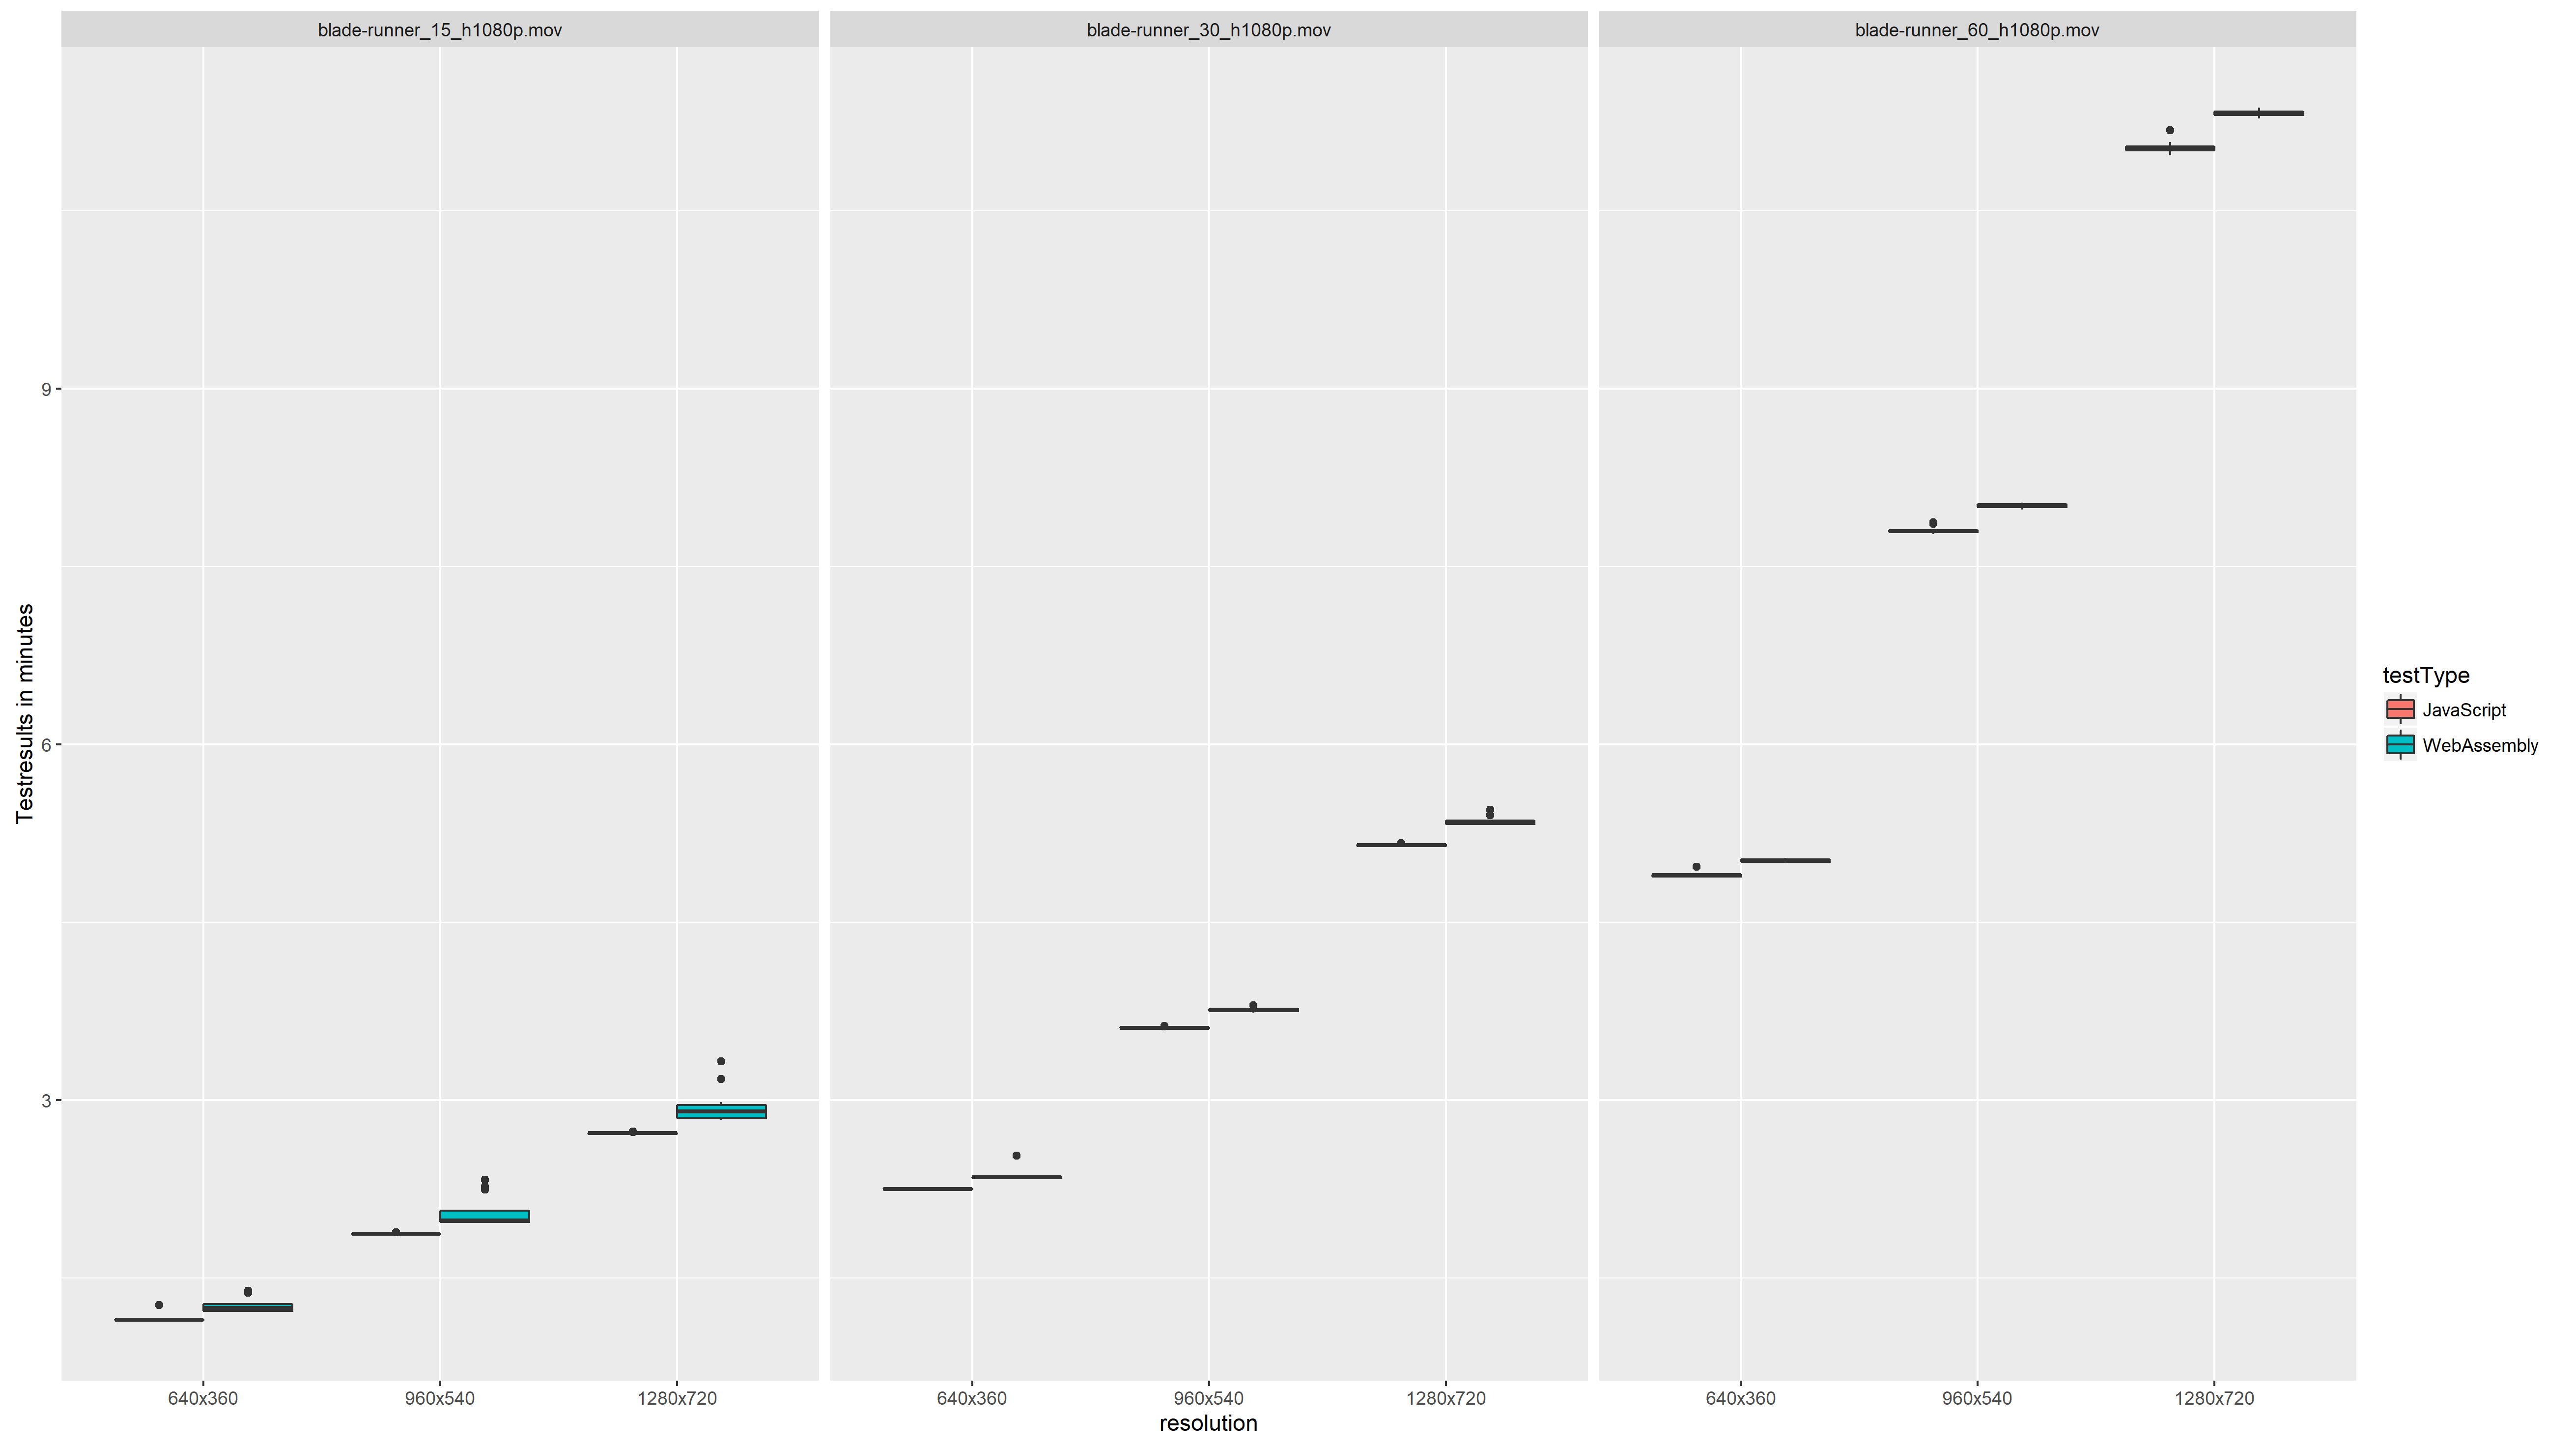 blade-runner_15_h1080p.mov
blade-runner_30_h1080p.mov
blade-runner_60_h1080p.mov
Testresults in minutes
9
6
3
640x360
960x540
1280x720
640x360
960x540
1280x720
640x360
960x540
1280x720
resolution
testType
JavaScript
WebAssembly